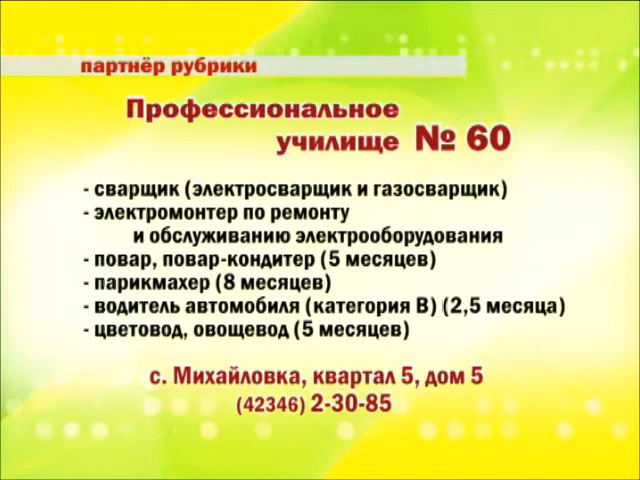 партнёр рубрики
Профессиональное
училище № 60
- сварщик (электросварщик и газосварщик)
- электромонтер по ремонту
и обслуживанию электрооборудования
- повар, повар-кондитер (5 месяцев)
- парикмахер (8 месяцев)
- водитель автомобиля (категория В) (2,5 месяца)
- цветовод, овощевод (5 месяцев)
с. Михайловка, квартал 5, дом 5
(42346) 2-30-85